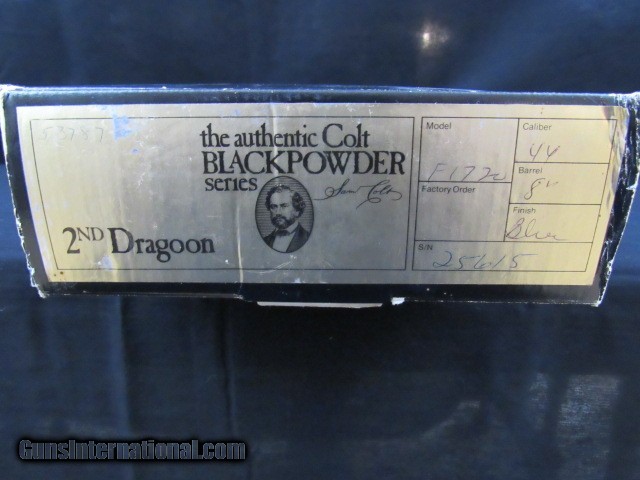 the authentic Colt
BLACKPOWDER
series
Sam Colt
2ND Dragoon
Model
F1720
Factory Order
Caliber
44
Barrel
8"
Finish
Blue
S/N
25615
GunsInternational.com